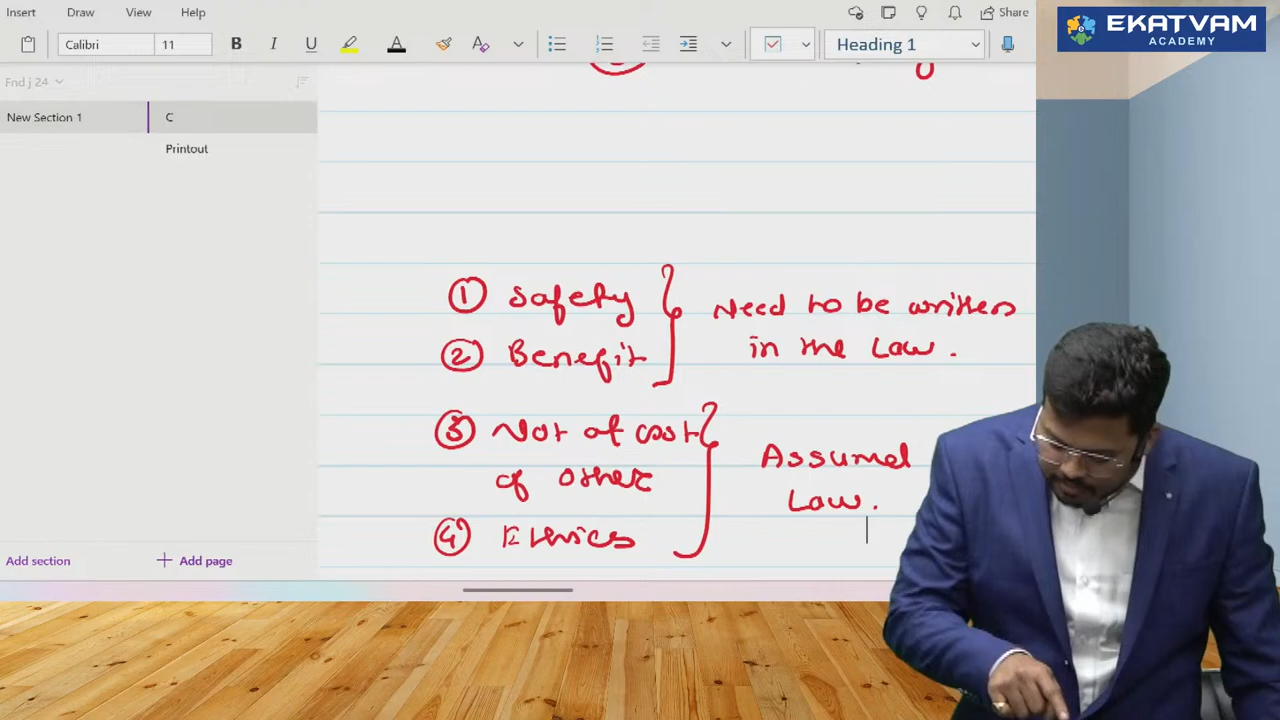 Insert Draw View Help Share
EKATVAM
ACADEMY
Calibri 11 B I U A A Heading 1
Fnd j 24
New Section 1 C
Printout
① Safety
② Benefit
Need to be written
in the Law.
③ Not at cost
of other
④ Ethics
Assumed
Law.
Add section + Add page